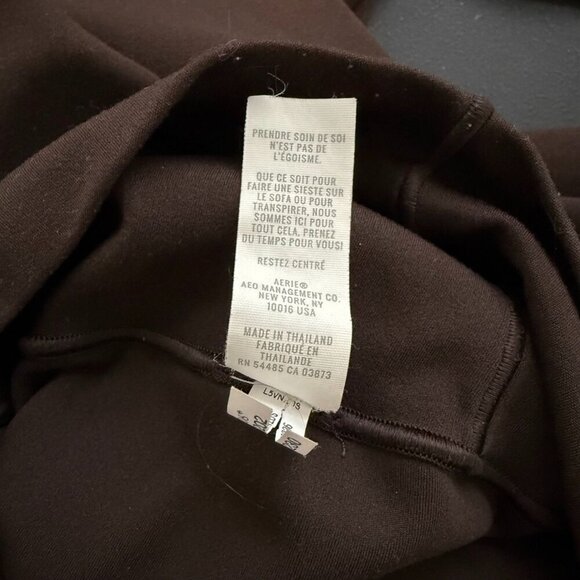 PRENDRE SOIN DE SOI
N'EST PAS DE
L'ÉGOISME.
QUE CE SOIT POUR
FAIRE UNE SIESTE SUR
LE SOFA OU POUR
TRANSPIRER, NOUS
SOMMES ICI POUR
TOUT CELA. PRENEZ
DU TEMPS POUR VOUS!
RESTEZ CENTRÉ
AERIE®
AEO MANAGEMENT CO.
NEW YORK, NY
10016 USA
MADE IN THAILAND
FABRIQUÉ EN
THAÏLANDE
RN 54485 CA 03873